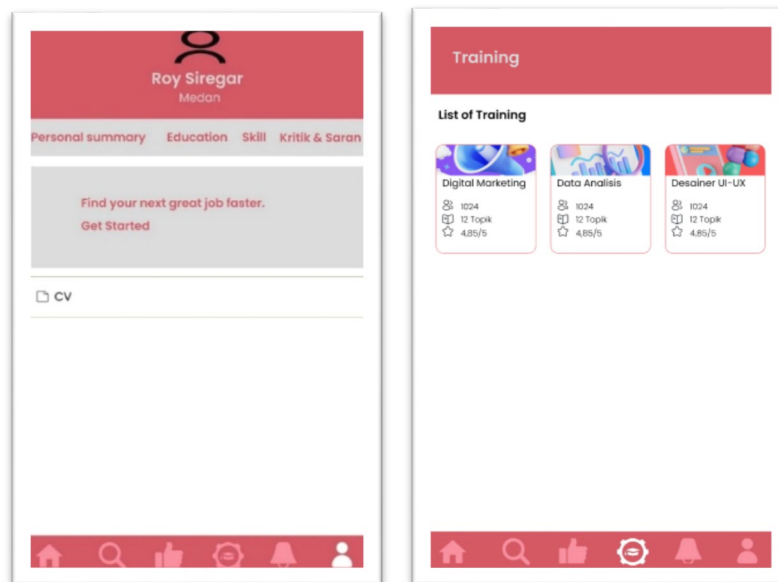 Roy Siregar
Medan
Personal summary Education Skill Kritik & Saran
Find your next great job faster.
Get Started
CV
Training
List of Training
Digital Marketing
1024
12 Topik
4,85/5
Data Analisis
1024
12 Topik
4,85/5
Desainer UI-UX
1024
12 Topik
4,85/5